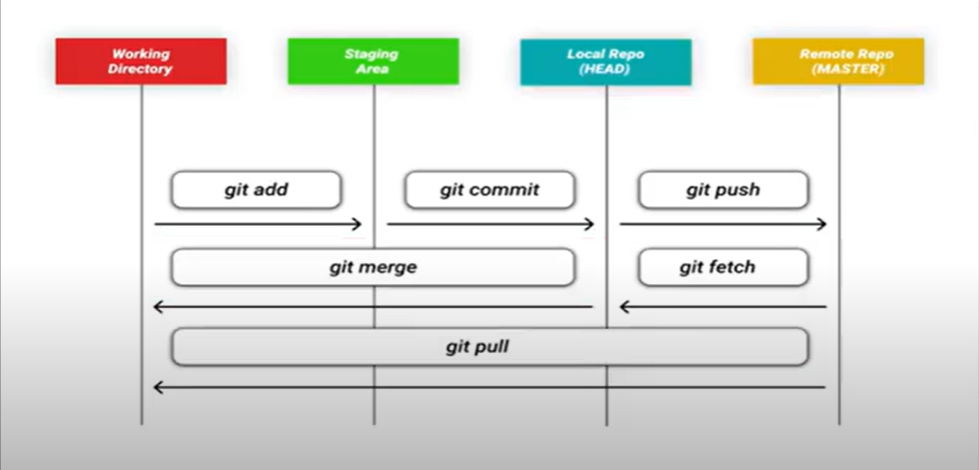 Working
Directory
Staging
Area
Local Repo
(HEAD)
Remote Repo
(MASTER)
git add
git commit
git push
git merge
git fetch
git pull